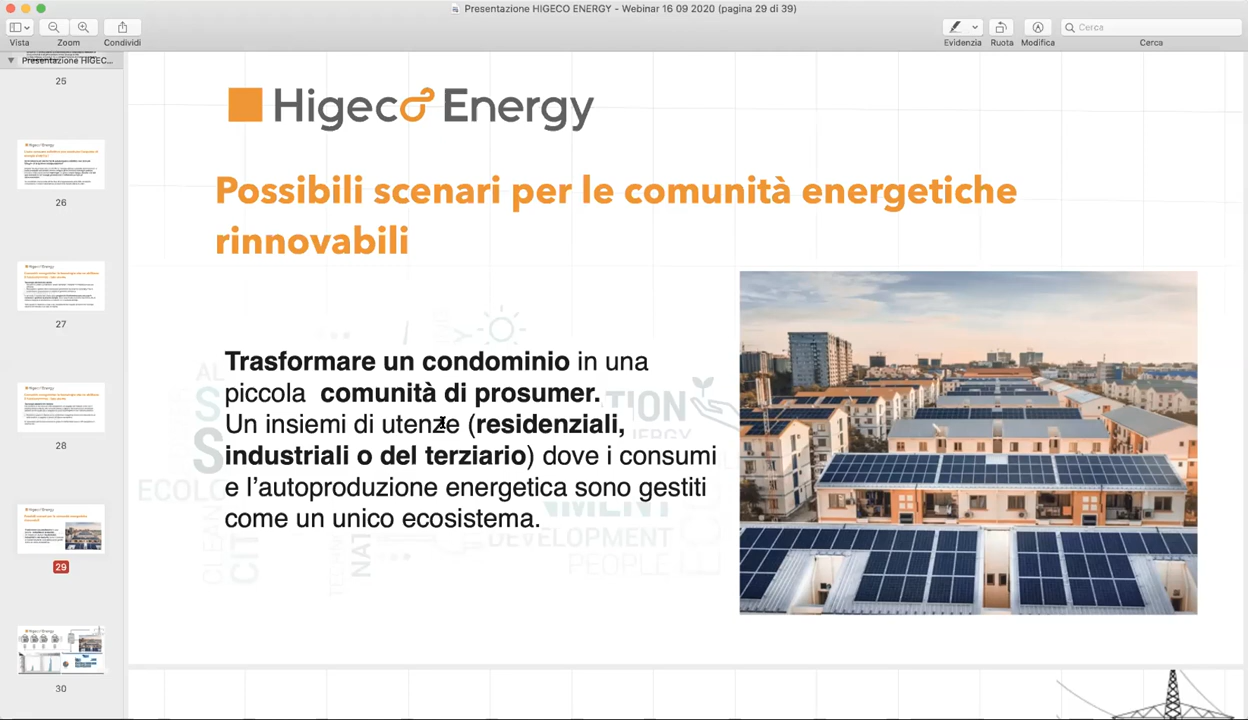 Presentazione HIGECO ENERGY - Webinar 16 09 2020 (pagina 29 di 39)
Vista
Zoom
Condividi
Evidenzia
Ruota
Modifica
Cerca
Cerca
Presentazione HIGEC...
25
26
27
28
29
30
Higeco Energy
Possibili scenari per le comunità energetiche
rinnovabili
Trasformare un condominio in una
piccola comunità di prosumer.
Un insiemi di utenze (residenziali,
industriali o del terziario) dove i consumi
e l’autoproduzione energetica sono gestiti
come un unico ecosistema.
DEVELOPMENT
PEOPLE